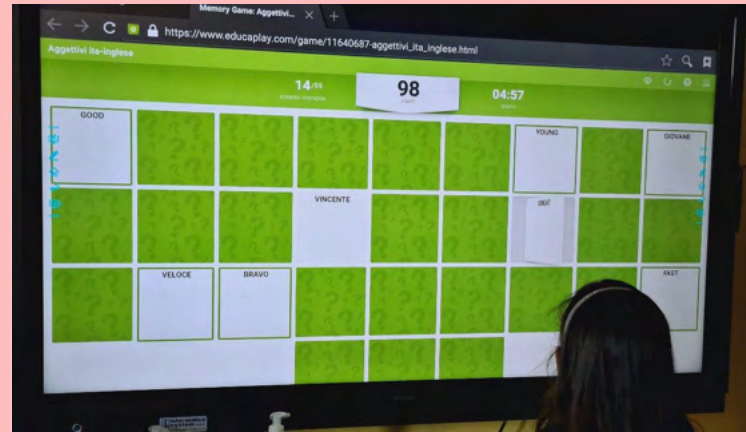 Memory Game: Aggettivi...
https://www.educaplay.com/game/11640687-aggettivi_ita_inglese.html
Aggettivi ita-inglese
14/99
98
04:57
GOOD
YOUNG
GIOVANE
VINCENTE
GREAT
VELOCE
BRAVO
FAST